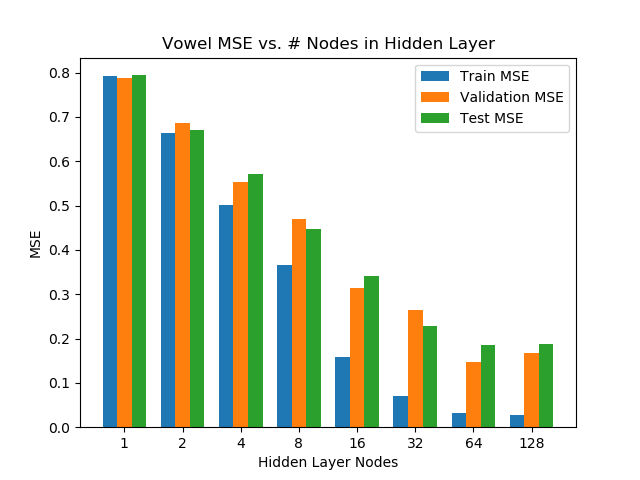 Vowel MSE vs. # Nodes in Hidden Layer
Train MSE
Validation MSE
Test MSE
0.8
0.7
0.6
0.5
0.4
0.3
0.2
0.1
0.0
MSE
1 2 4 8 16 32 64 128
Hidden Layer Nodes